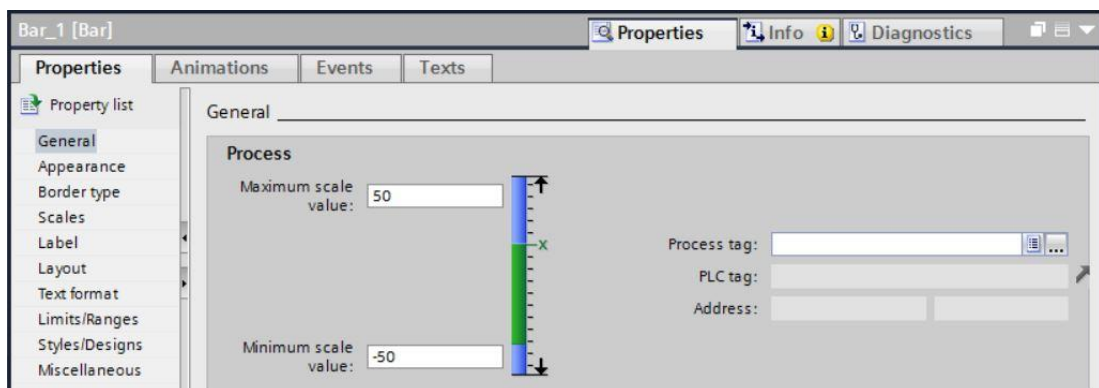 Bar_1 [Bar]
Properties
Info
Diagnostics
Properties
Animations
Events
Texts
Property list
General
Appearance
Border type
Scales
Label
Layout
Text format
Limits/Ranges
Styles/Designs
Miscellaneous
General
Process
Maximum scale
value:
50
x
Minimum scale
value:
-50
Process tag:
...
PLC tag:
Address: